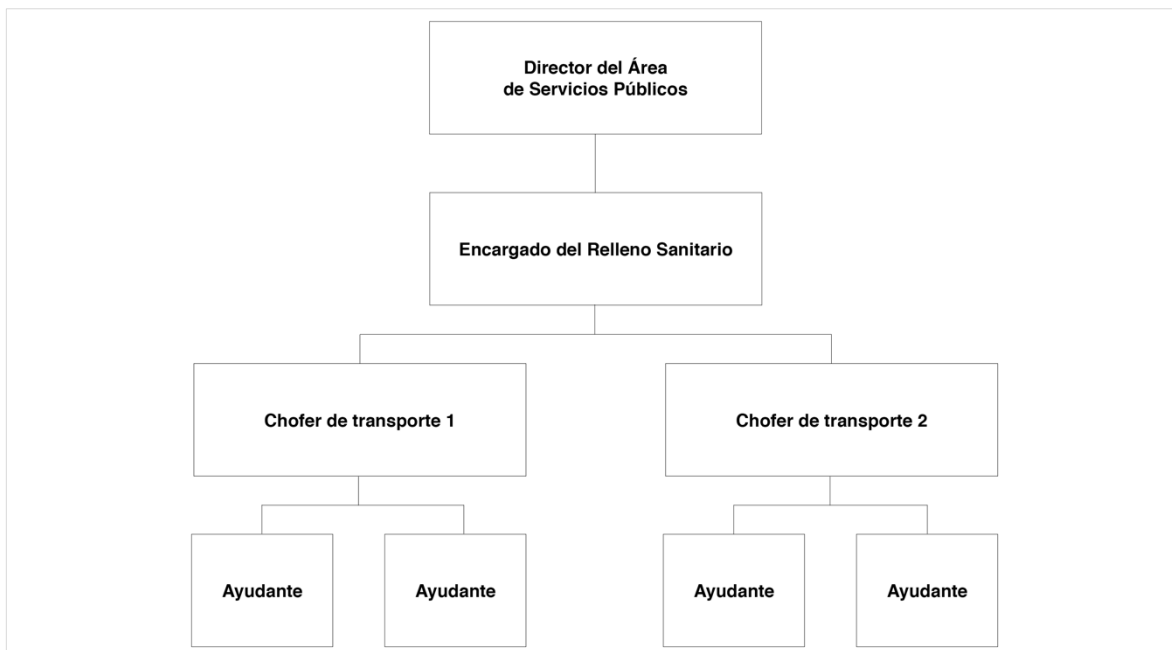 Director del Área
de Servicios Públicos
Encargado del Relleno Sanitario
Chofer de transporte 1
Chofer de transporte 2
Ayudante
Ayudante
Ayudante
Ayudante